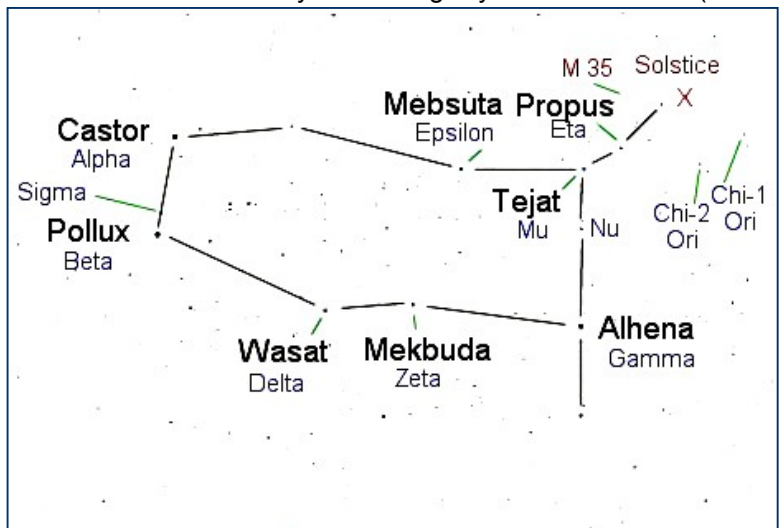 M 35 Solstice
X
Mebsuta Propus
Epsilon Eta
Castor
Alpha
Sigma
Tejat
Mu
Nu
Chi-2
Ori
Chi-1
Ori
Pollux
Beta
Wasat
Delta
Mekbuda
Zeta
Alhena
Gamma